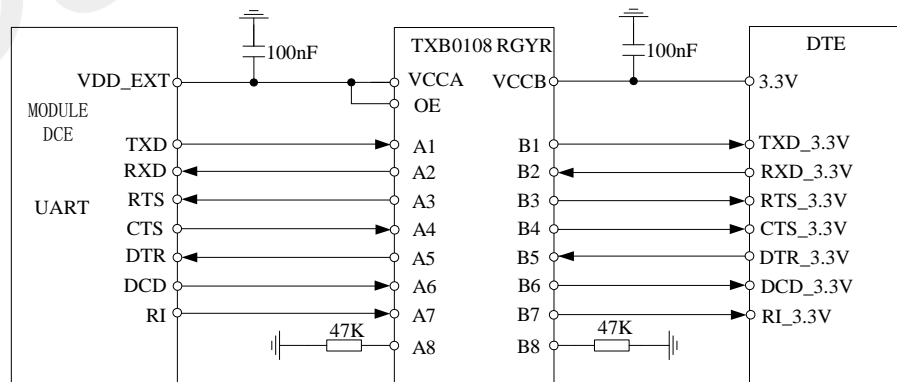 100nF
TXB0108 RGYR
100nF
DTE
VDD_EXT
VCCA
VCCB
3.3V
OE
MODULE
DCE
TXD
A1
B1
TXD_3.3V
RXD
A2
B2
RXD_3.3V
UART
RTS
A3
B3
RTS_3.3V
CTS
A4
B4
CTS_3.3V
DTR
A5
B5
DTR_3.3V
DCD
A6
B6
DCD_3.3V
RI
A7
B7
RI_3.3V
47K
A8
B8
47K